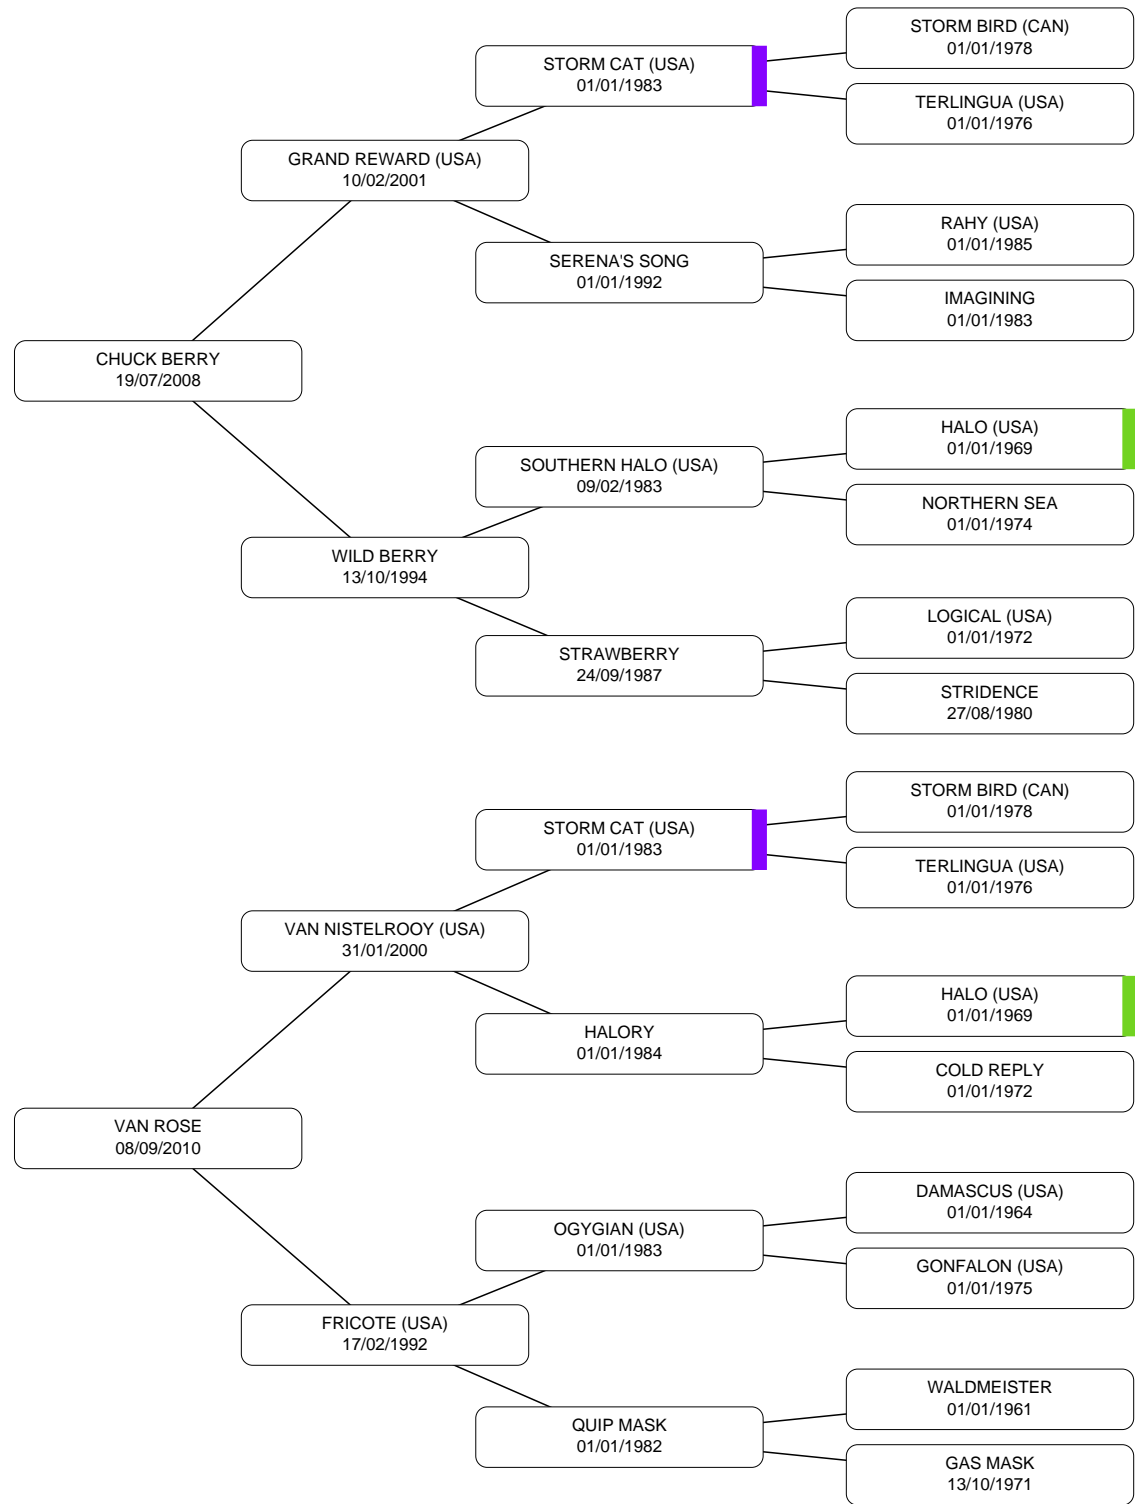 STORM BIRD (CAN)
01/01/1978
STORM CAT (USA)
01/01/1983
TERLINGUA (USA)
01/01/1976
GRAND REWARD (USA)
10/02/2001
RAHY (USA)
01/01/1985
SERENA'S SONG
01/01/1992
IMAGINING
01/01/1983
CHUCK BERRY
19/07/2008
HALO (USA)
01/01/1969
SOUTHERN HALO (USA)
09/02/1983
NORTHERN SEA
01/01/1974
WILD BERRY
13/10/1994
LOGICAL (USA)
01/01/1972
STRAWBERRY
24/09/1987
STRIDENCE
27/08/1980
STORM BIRD (CAN)
01/01/1978
STORM CAT (USA)
01/01/1983
TERLINGUA (USA)
01/01/1976
VAN NISTELROOY (USA)
31/01/2000
HALO (USA)
01/01/1969
HALORY
01/01/1984
COLD REPLY
01/01/1972
VAN ROSE
08/09/2010
DAMASCUS (USA)
01/01/1964
OGYGIAN (USA)
01/01/1983
GONFALON (USA)
01/01/1975
FRICOTE (USA)
17/02/1992
WALDMEISTER
01/01/1961
QUIP MASK
01/01/1982
GAS MASK
13/10/1971